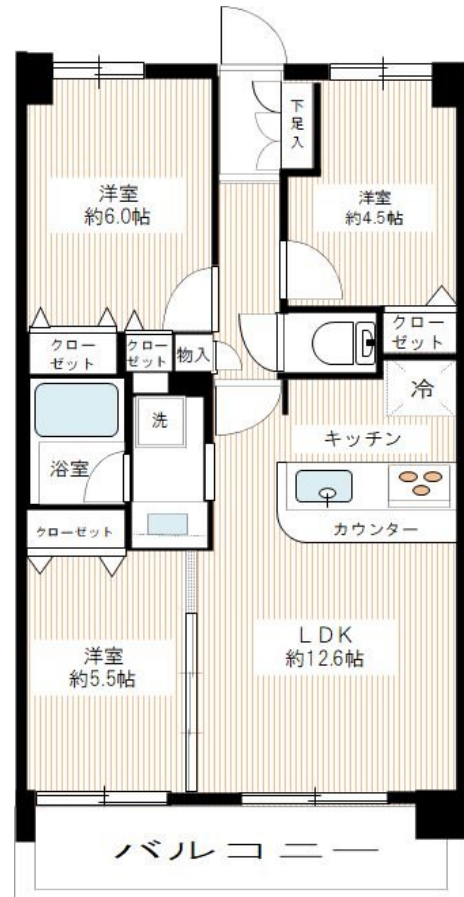 下足入
洋室
約6.0帖
洋室
約4.5帖
クローゼット
クローゼット
物入
クローゼット
冷
洗
キッチン
浴室
カウンター
クローゼット
LDK
約12.6帖
洋室
約5.5帖
バルコニー